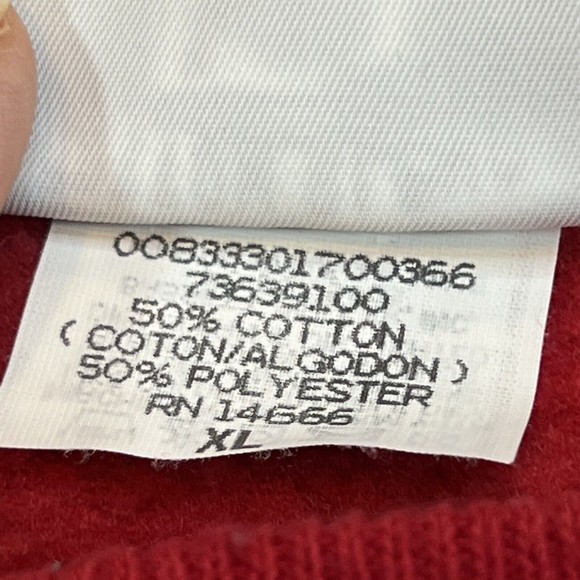 00833301700366
73639100
50% COTTON
( COTON/ALGODON )
50% POLYESTER
RN 14666
XL